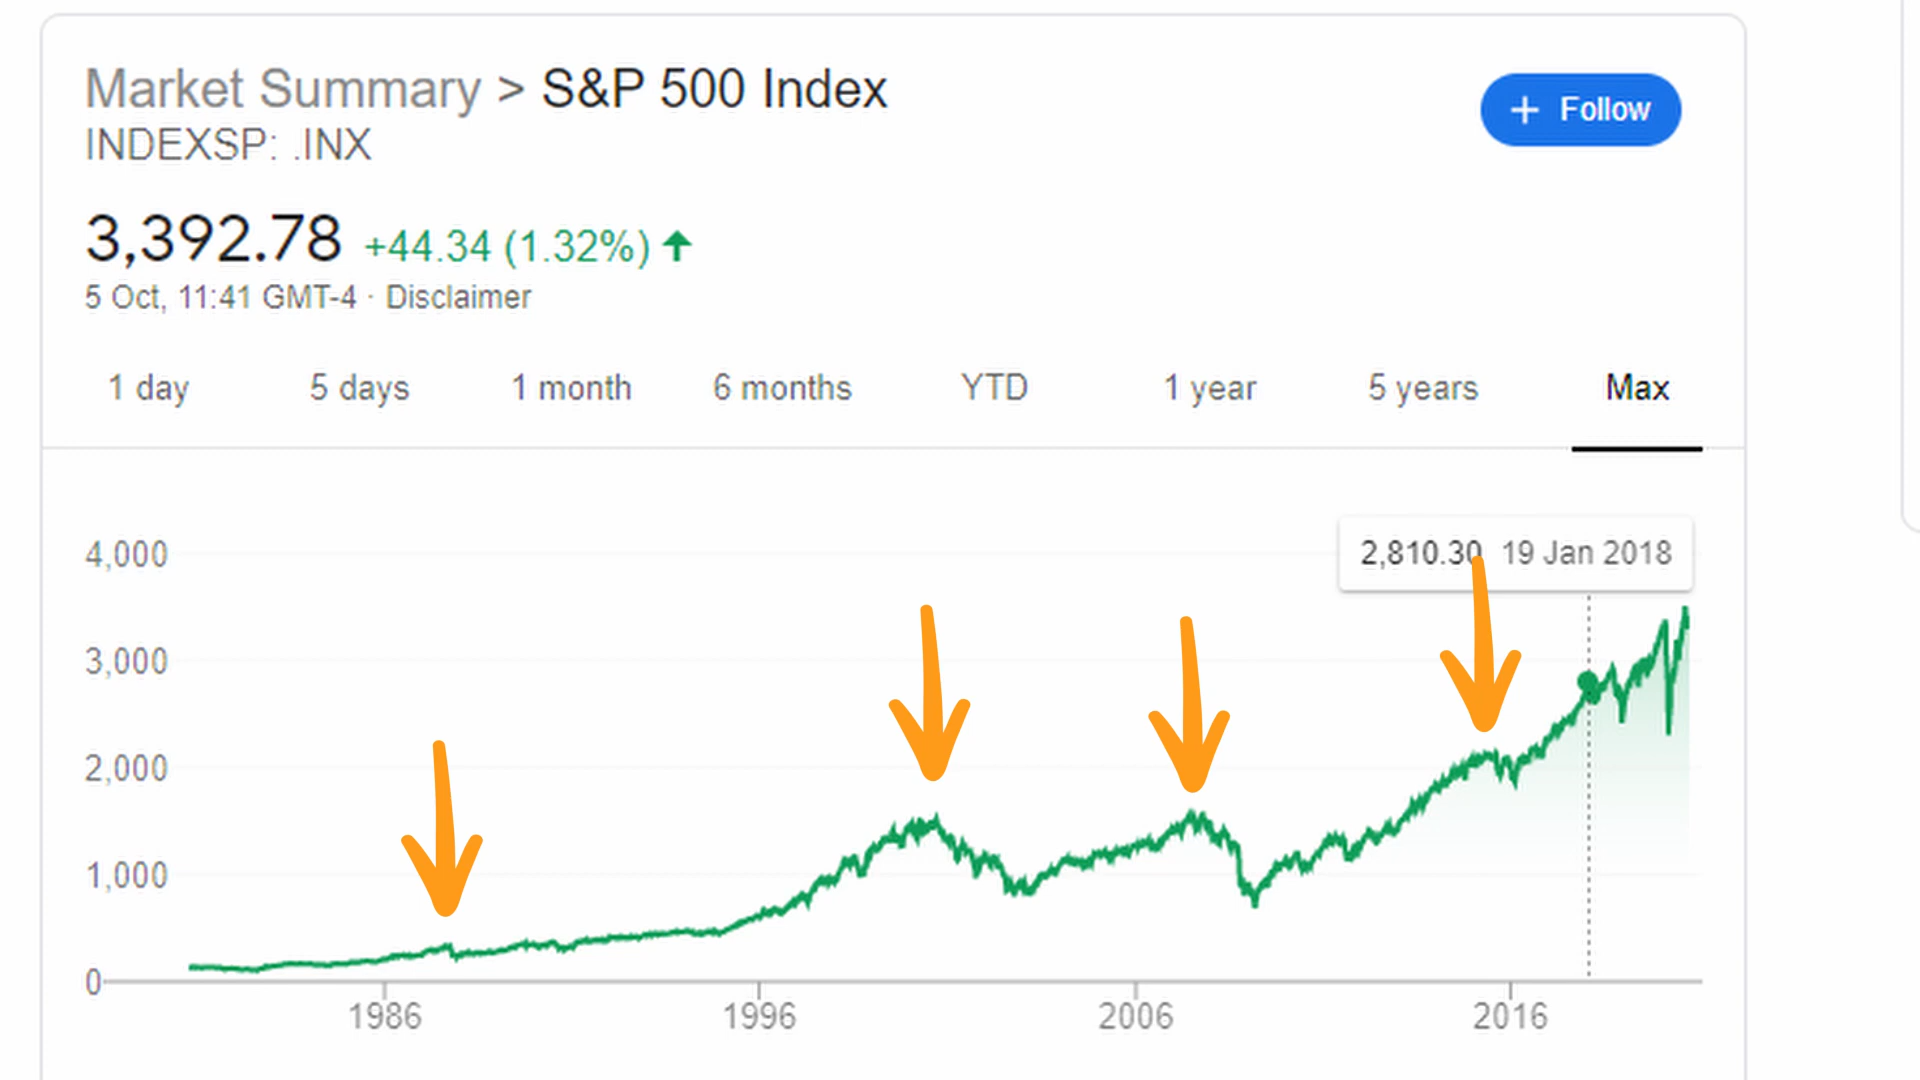 Market Summary > S&P 500 Index
INDEXSP: .INX
+ Follow
3,392.78 +44.34 (1.32%)
5 Oct, 11:41 GMT-4 · Disclaimer
1 day 5 days 1 month 6 months YTD 1 year 5 years Max
2,810.30 19 Jan 2018
4,000
3,000
2,000
1,000
0
1986 1996 2006 2016